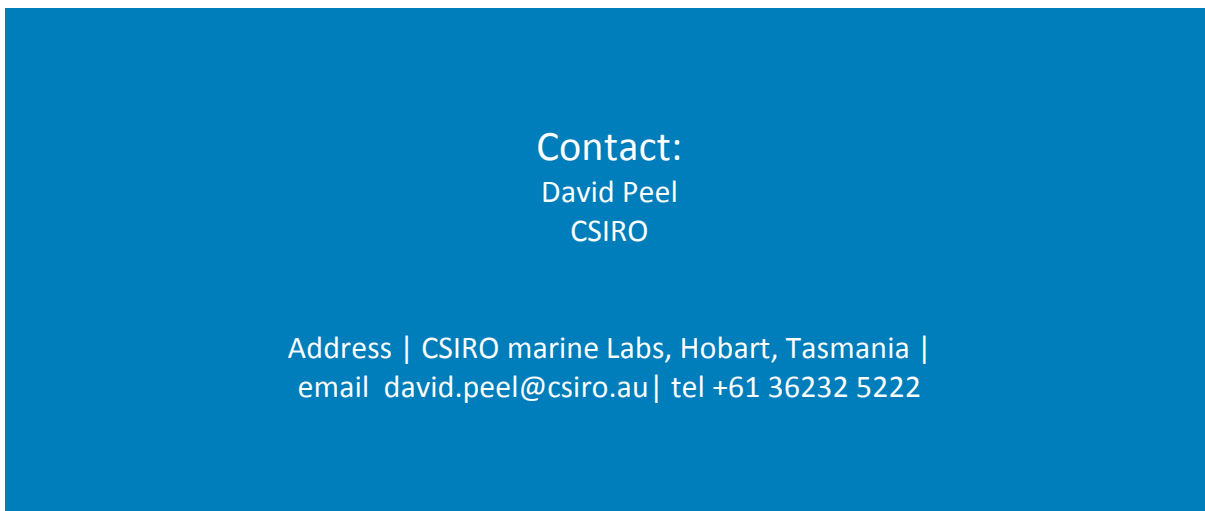 Contact:
David Peel
CSIRO
Address | CSIRO marine Labs, Hobart, Tasmania |
email  david.peel@csiro.au| tel +61 36232 5222